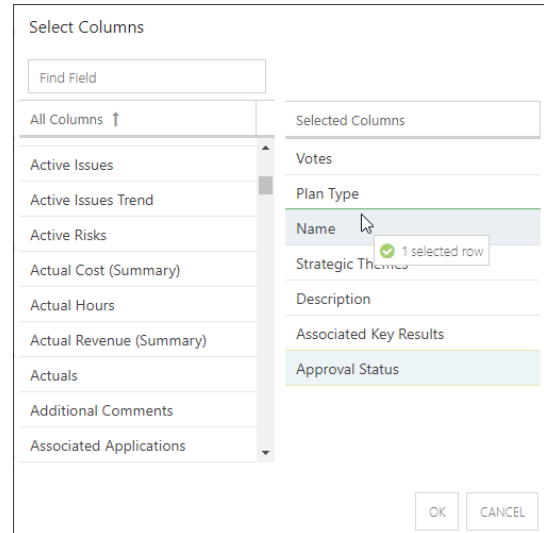 Select Columns
Find Field
All Columns ↑
Active Issues
Active Issues Trend
Active Risks
Actual Cost (Summary)
Actual Hours
Actual Revenue (Summary)
Actuals
Additional Comments
Associated Applications
Selected Columns
Votes
Plan Type
Name
1 selected row
Strategic Themes
Description
Associated Key Results
Approval Status
OK
CANCEL